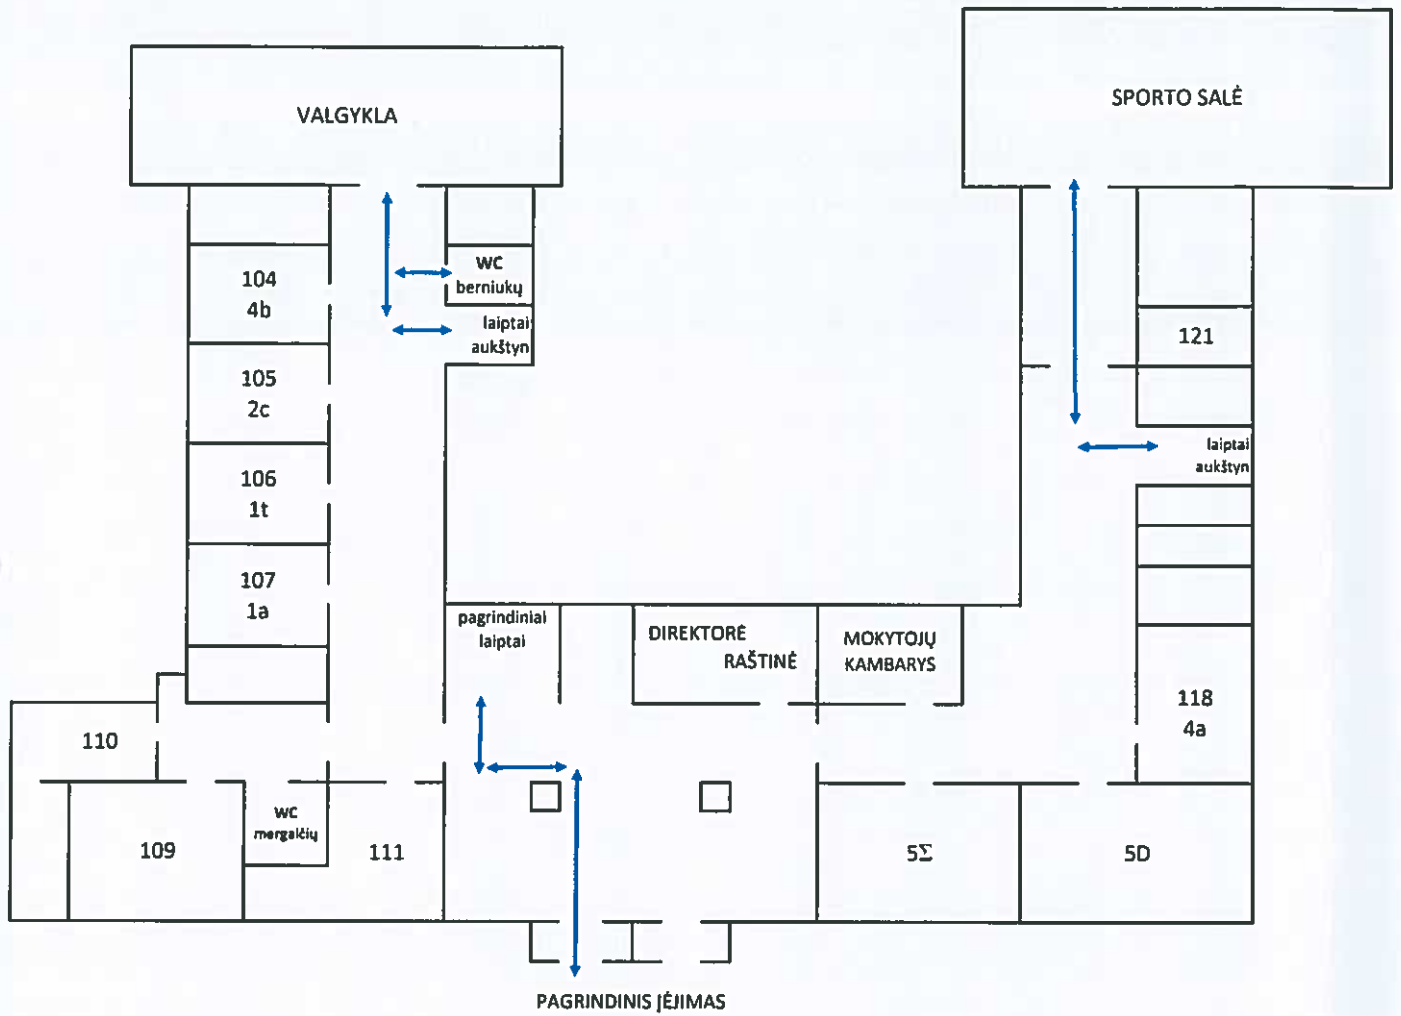 VALGYKLA
SPORTO SALĖ
104
4b
WC
berniukų
laiptai
aukštyn
121
105
2c
106
1t
laiptai
aukštyn
107
1a
pagrindiniai
laiptai
DIREKTORĖ
RAŠTINĖ
MOKYTOJŲ
KAMBARYS
118
4a
110
WC
mergaičių
109
111
5Σ
5D
PAGRINDINIS ĮĖJIMAS